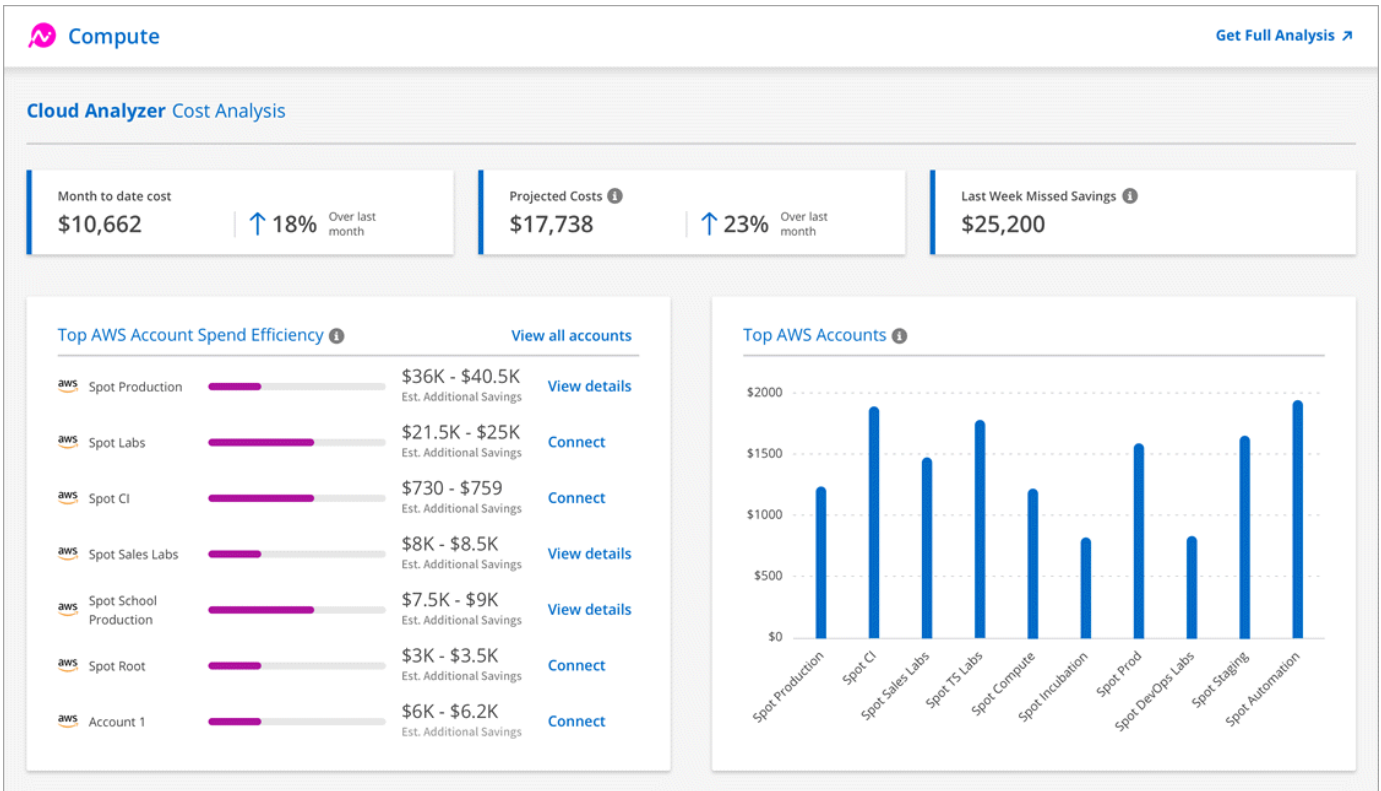 Compute
Get Full Analysis
Cloud Analyzer Cost Analysis
Month to date cost
$10,662
18%
Over last
month
Projected Costs
$17,738
23%
Over last
month
Last Week Missed Savings
$25,200
Top AWS Account Spend Efficiency
View all accounts
aws
Spot Production
$36K - $40.5K
Est. Additional Savings
View details
aws
Spot Labs
$21.5K - $25K
Est. Additional Savings
Connect
aws
Spot CI
$730 - $759
Est. Additional Savings
Connect
aws
Spot Sales Labs
$8K - $8.5K
Est. Additional Savings
View details
aws
Spot School
Production
$7.5K - $9K
Est. Additional Savings
View details
aws
Spot Root
$3K - $3.5K
Est. Additional Savings
Connect
aws
Account 1
$6K - $6.2K
Est. Additional Savings
Connect
Top AWS Accounts
$2000
$1500
$1000
$500
$0
Spot Production
Spot CI
Spot Sales Labs
Spot TS Labs
Spot Compute
Spot Incubation
Spot Prod
Spot DevOps Labs
Spot Staging
Spot Automation